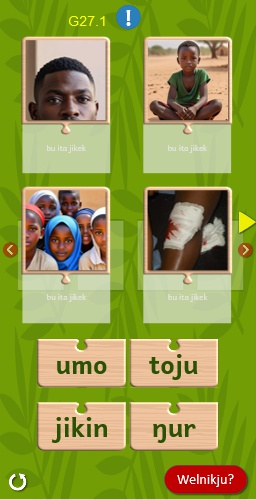 G27.1 !
bu ita jikek
bu ita jikek
bu ita jikek
bu ita jikek
umo
toju
jikin
ŋur
Welnikju?